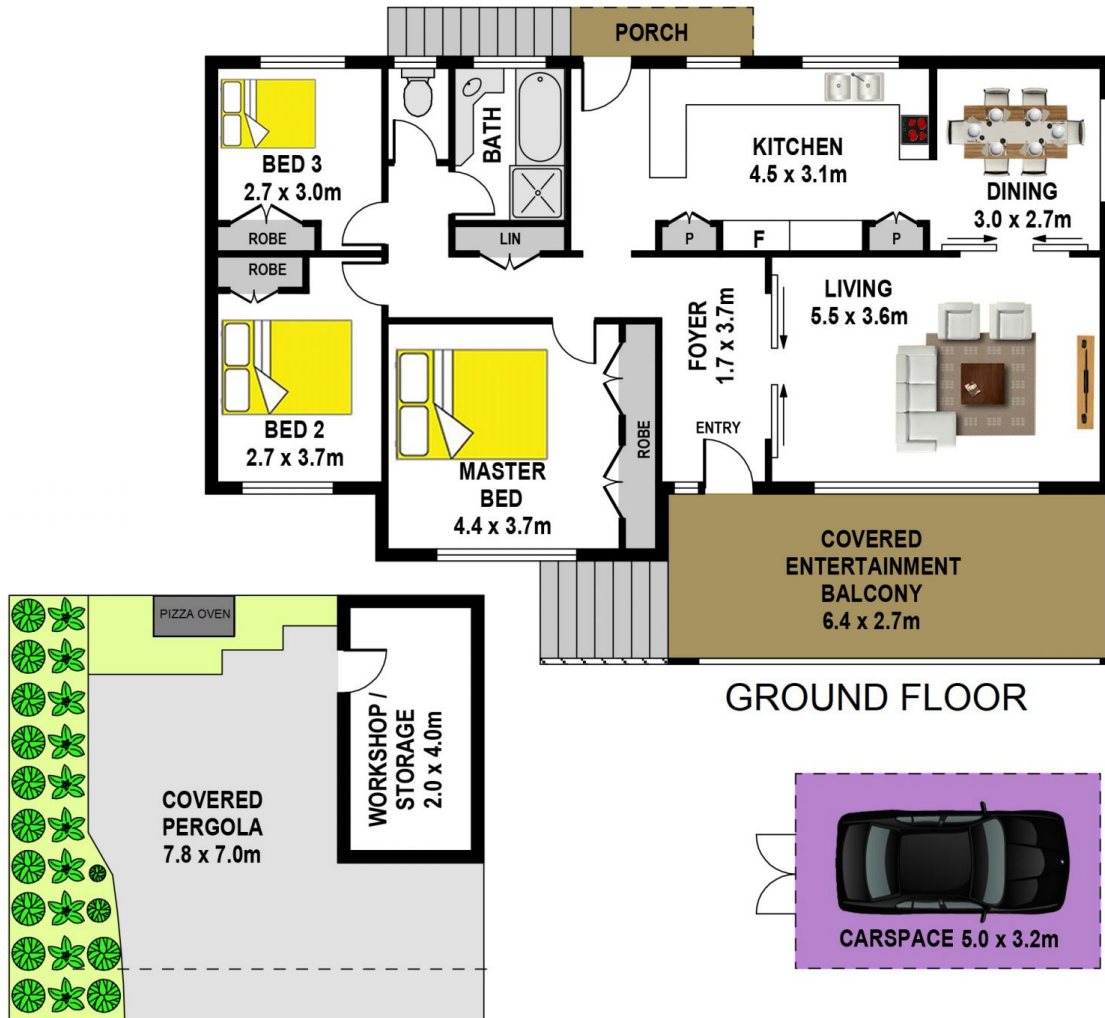 PORCH
BED 3
2.7 x 3.0m
ROBE
ROBE
BATH
LIN
KITCHEN
4.5 x 3.1m
P
F
P
DINING
3.0 x 2.7m
LIVING
5.5 x 3.6m
FOYER
1.7 x 3.7m
ENTRY
BED 2
2.7 x 3.7m
MASTER
BED
4.4 x 3.7m
ROBE
COVERED
ENTERTAINMENT
BALCONY
6.4 x 2.7m
GROUND FLOOR
PIZZA OVEN
WORKSHOP /
STORAGE
2.0 x 4.0m
COVERED
PERGOLA
7.8 x 7.0m
CARSPACE 5.0 x 3.2m